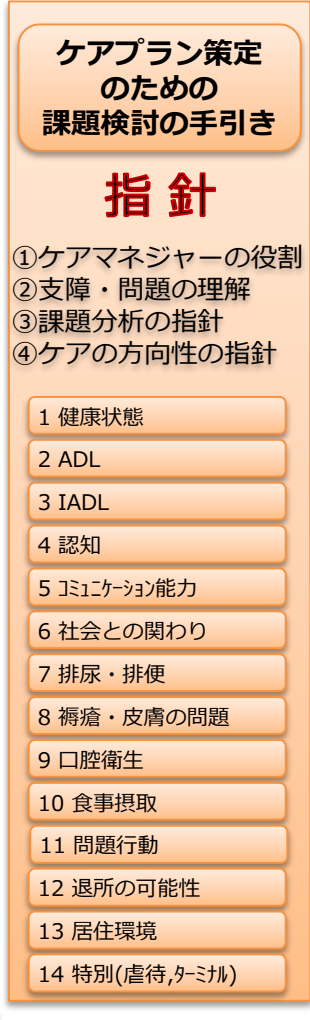 ケアプラン策定
のための
課題検討の手引き
指 針
①ケアマネジャーの役割
②支障・問題の理解
③課題分析の指針
④ケアの方向性の指針
1 健康状態
2 ADL
3 IADL
4 認知
5 ｺﾐｭﾆｹｰｼｮﾝ能力
6 社会との関わり
7 排尿・排便
8 褥瘡・皮膚の問題
9 口腔衛生
10 食事摂取
11 問題行動
12 退所の可能性
13 居住環境
14 特別(虐待,ﾀｰﾐﾅﾙ)